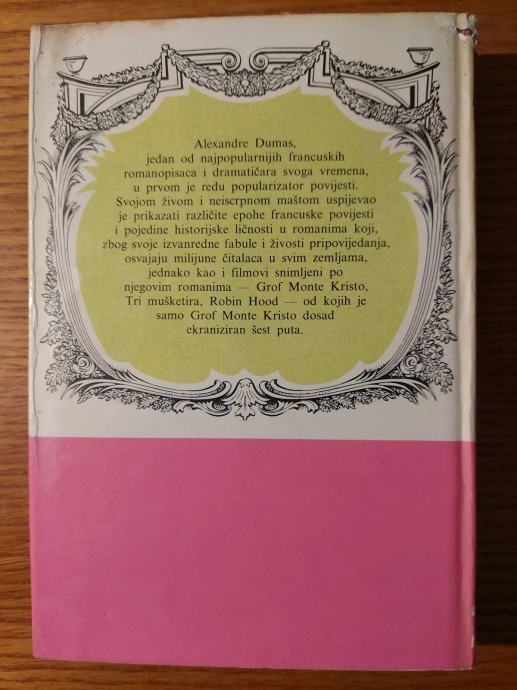 Alexandre Dumas,
jedan od najpopularnijih francuskih
romanopisaca i dramatičara svoga vremena,
u prvom je redu popularizator povijesti.
Svojom živom i neiscrpnom maštom uspijevao
je prikazati različite epohe francuske povijesti
i pojedine historijske ličnosti u romanima koji,
zbog svoje izvanredne fabule i živosti pripovijedanja,
osvajaju milijune čitalaca u svim zemljama,
jednako kao i filmovi snimljeni po
njegovim romanima — Grof Monte Kristo,
Tri mušketira, Robin Hood — od kojih je
samo Grof Monte Kristo dosad
ekraniziran šest puta.